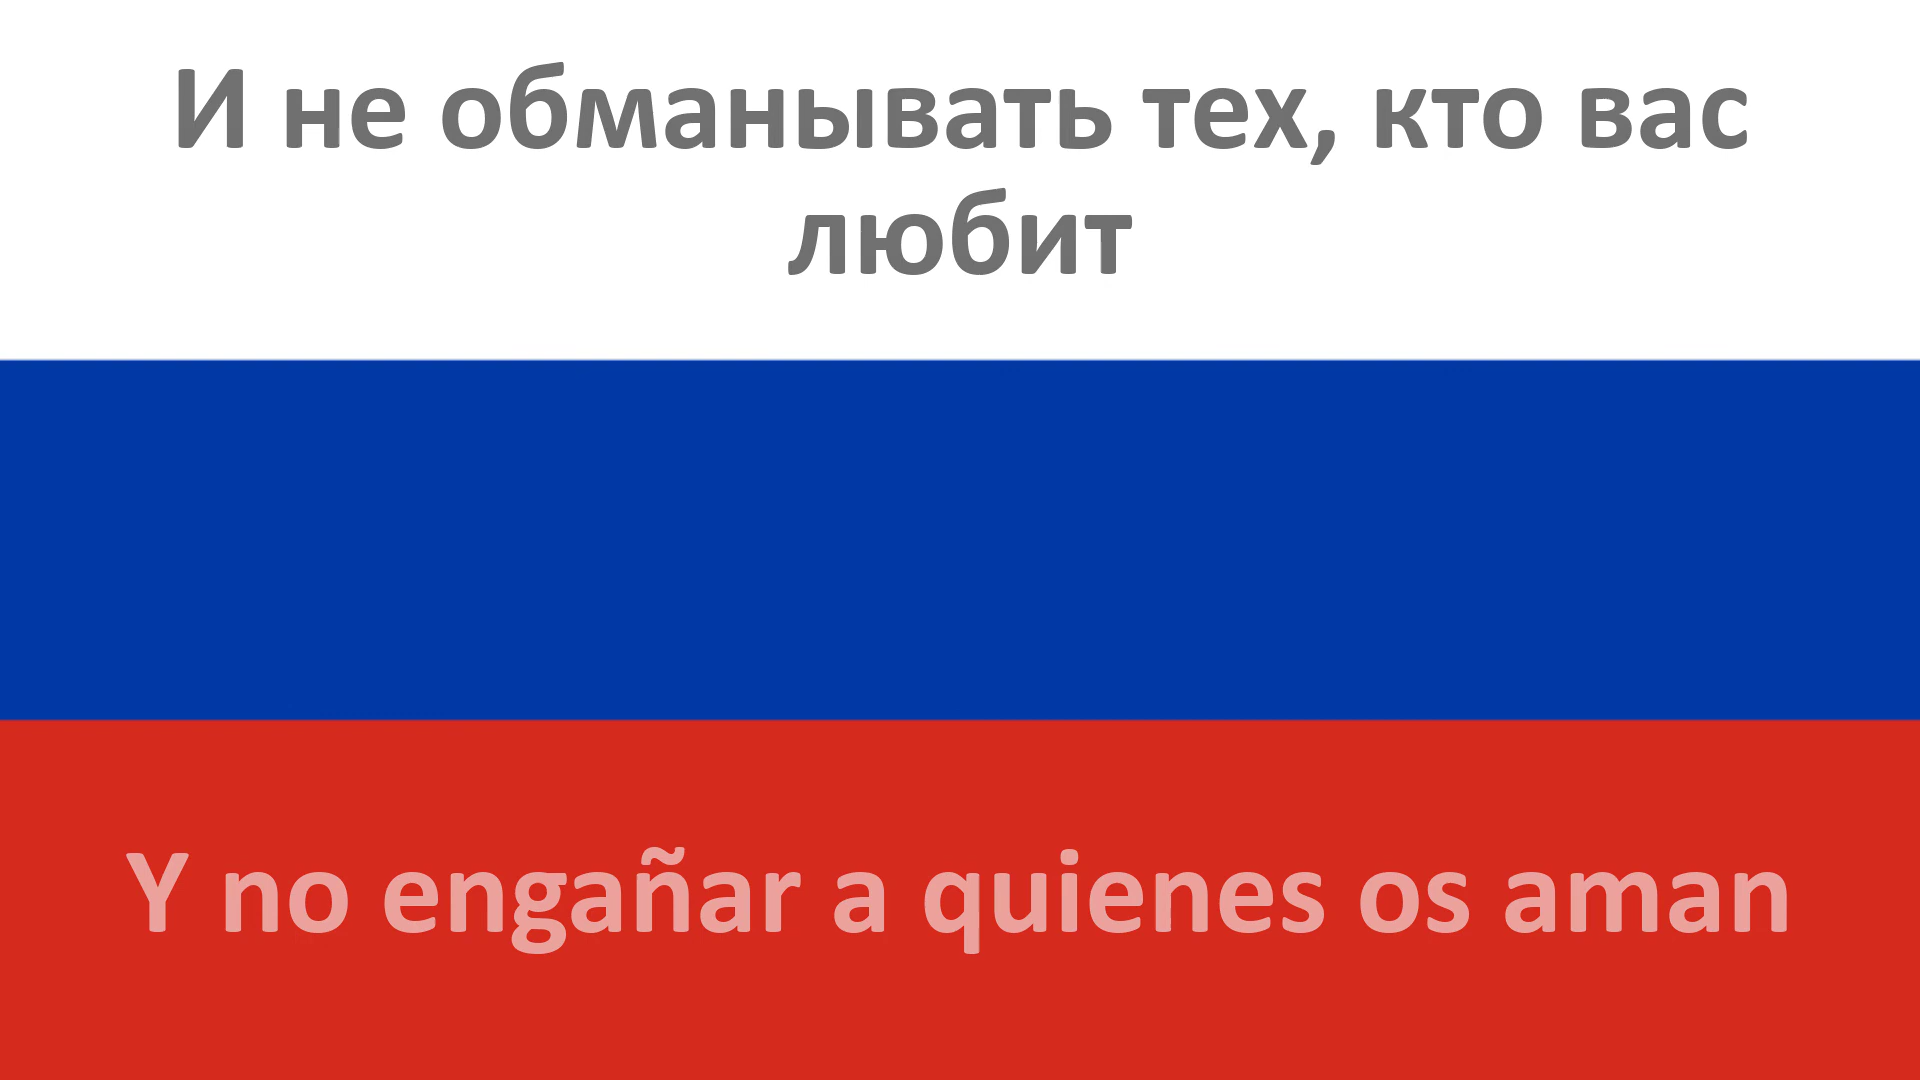 И не обманывать тех, кто вас
любит
Y no engañar a quienes os aman